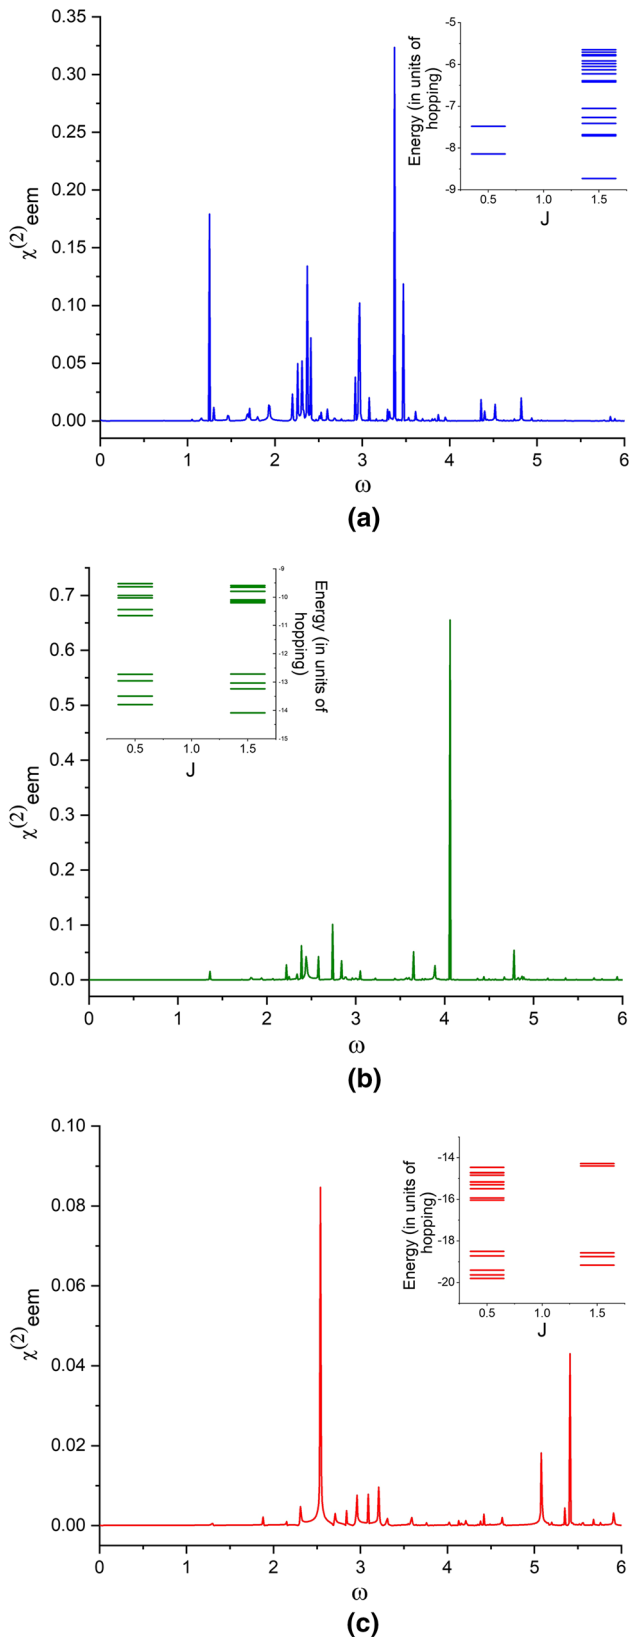 0.35
0.30
0.25
0.20
0.15
0.10
0.05
0.00
χ(2)eem
0 1 2 3 4 5 6
ω
-5
-6
-7
-8
-9
Energy (in units of
hopping)
0.5 1.0 1.5
J
(a)
0.7
0.6
0.5
0.4
0.3
0.2
0.1
0.0
χ(2)eem
0 1 2 3 4 5 6
ω
-9
-10
-11
-12
-13
-14
-15
Energy (in units of
hopping)
0.5 1.0 1.5
J
(b)
0.10
0.08
0.06
0.04
0.02
0.00
χ(2)eem
0 1 2 3 4 5 6
ω
-14
-16
-18
-20
Energy (in units of
hopping)
0.5 1.0 1.5
J
(c)